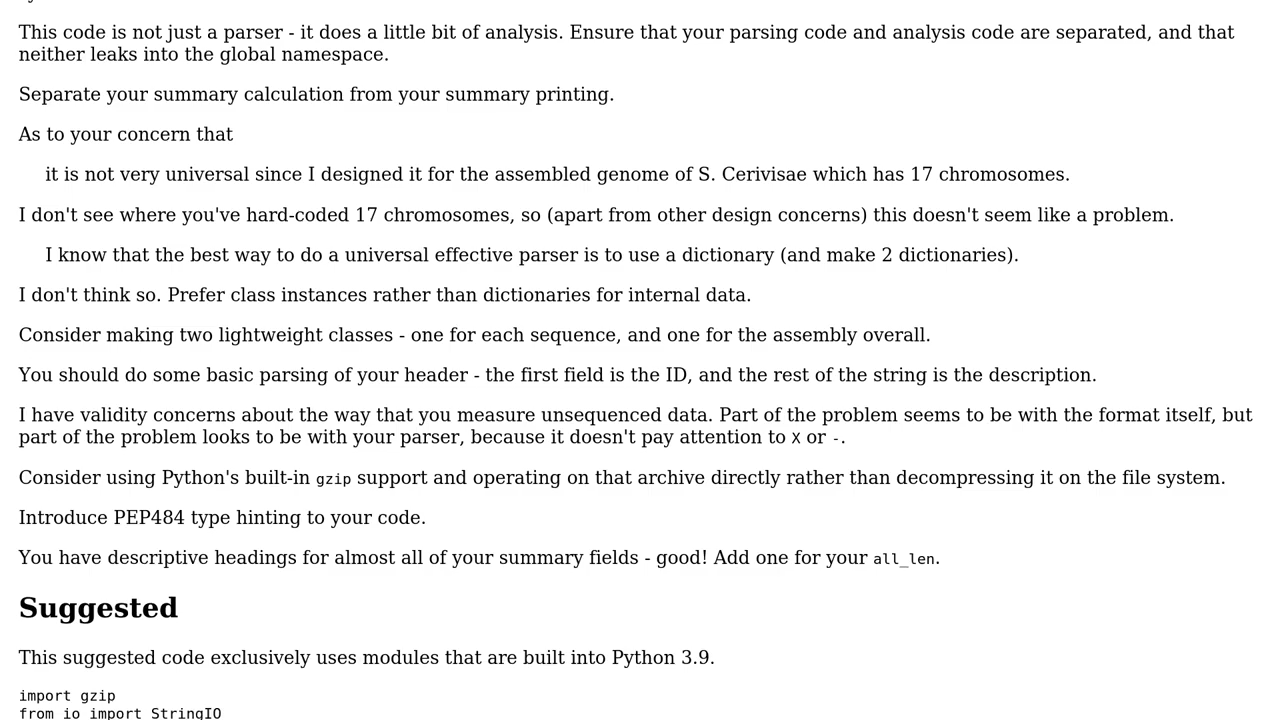 This code is not just a parser - it does a little bit of analysis. Ensure that your parsing code and analysis code are separated, and that
neither leaks into the global namespace.
Separate your summary calculation from your summary printing.
As to your concern that
it is not very universal since I designed it for the assembled genome of S. Cerivisae which has 17 chromosomes.
I don't see where you've hard-coded 17 chromosomes, so (apart from other design concerns) this doesn't seem like a problem.
I know that the best way to do a universal effective parser is to use a dictionary (and make 2 dictionaries).
I don't think so. Prefer class instances rather than dictionaries for internal data.
Consider making two lightweight classes - one for each sequence, and one for the assembly overall.
You should do some basic parsing of your header - the first field is the ID, and the rest of the string is the description.
I have validity concerns about the way that you measure unsequenced data. Part of the problem seems to be with the format itself, but
part of the problem looks to be with your parser, because it doesn't pay attention to X or -.
Consider using Python's built-in gzip support and operating on that archive directly rather than decompressing it on the file system.
Introduce PEP484 type hinting to your code.
You have descriptive headings for almost all of your summary fields - good! Add one for your all_len.
Suggested
This suggested code exclusively uses modules that are built into Python 3.9.
import gzip
from io import StringIO